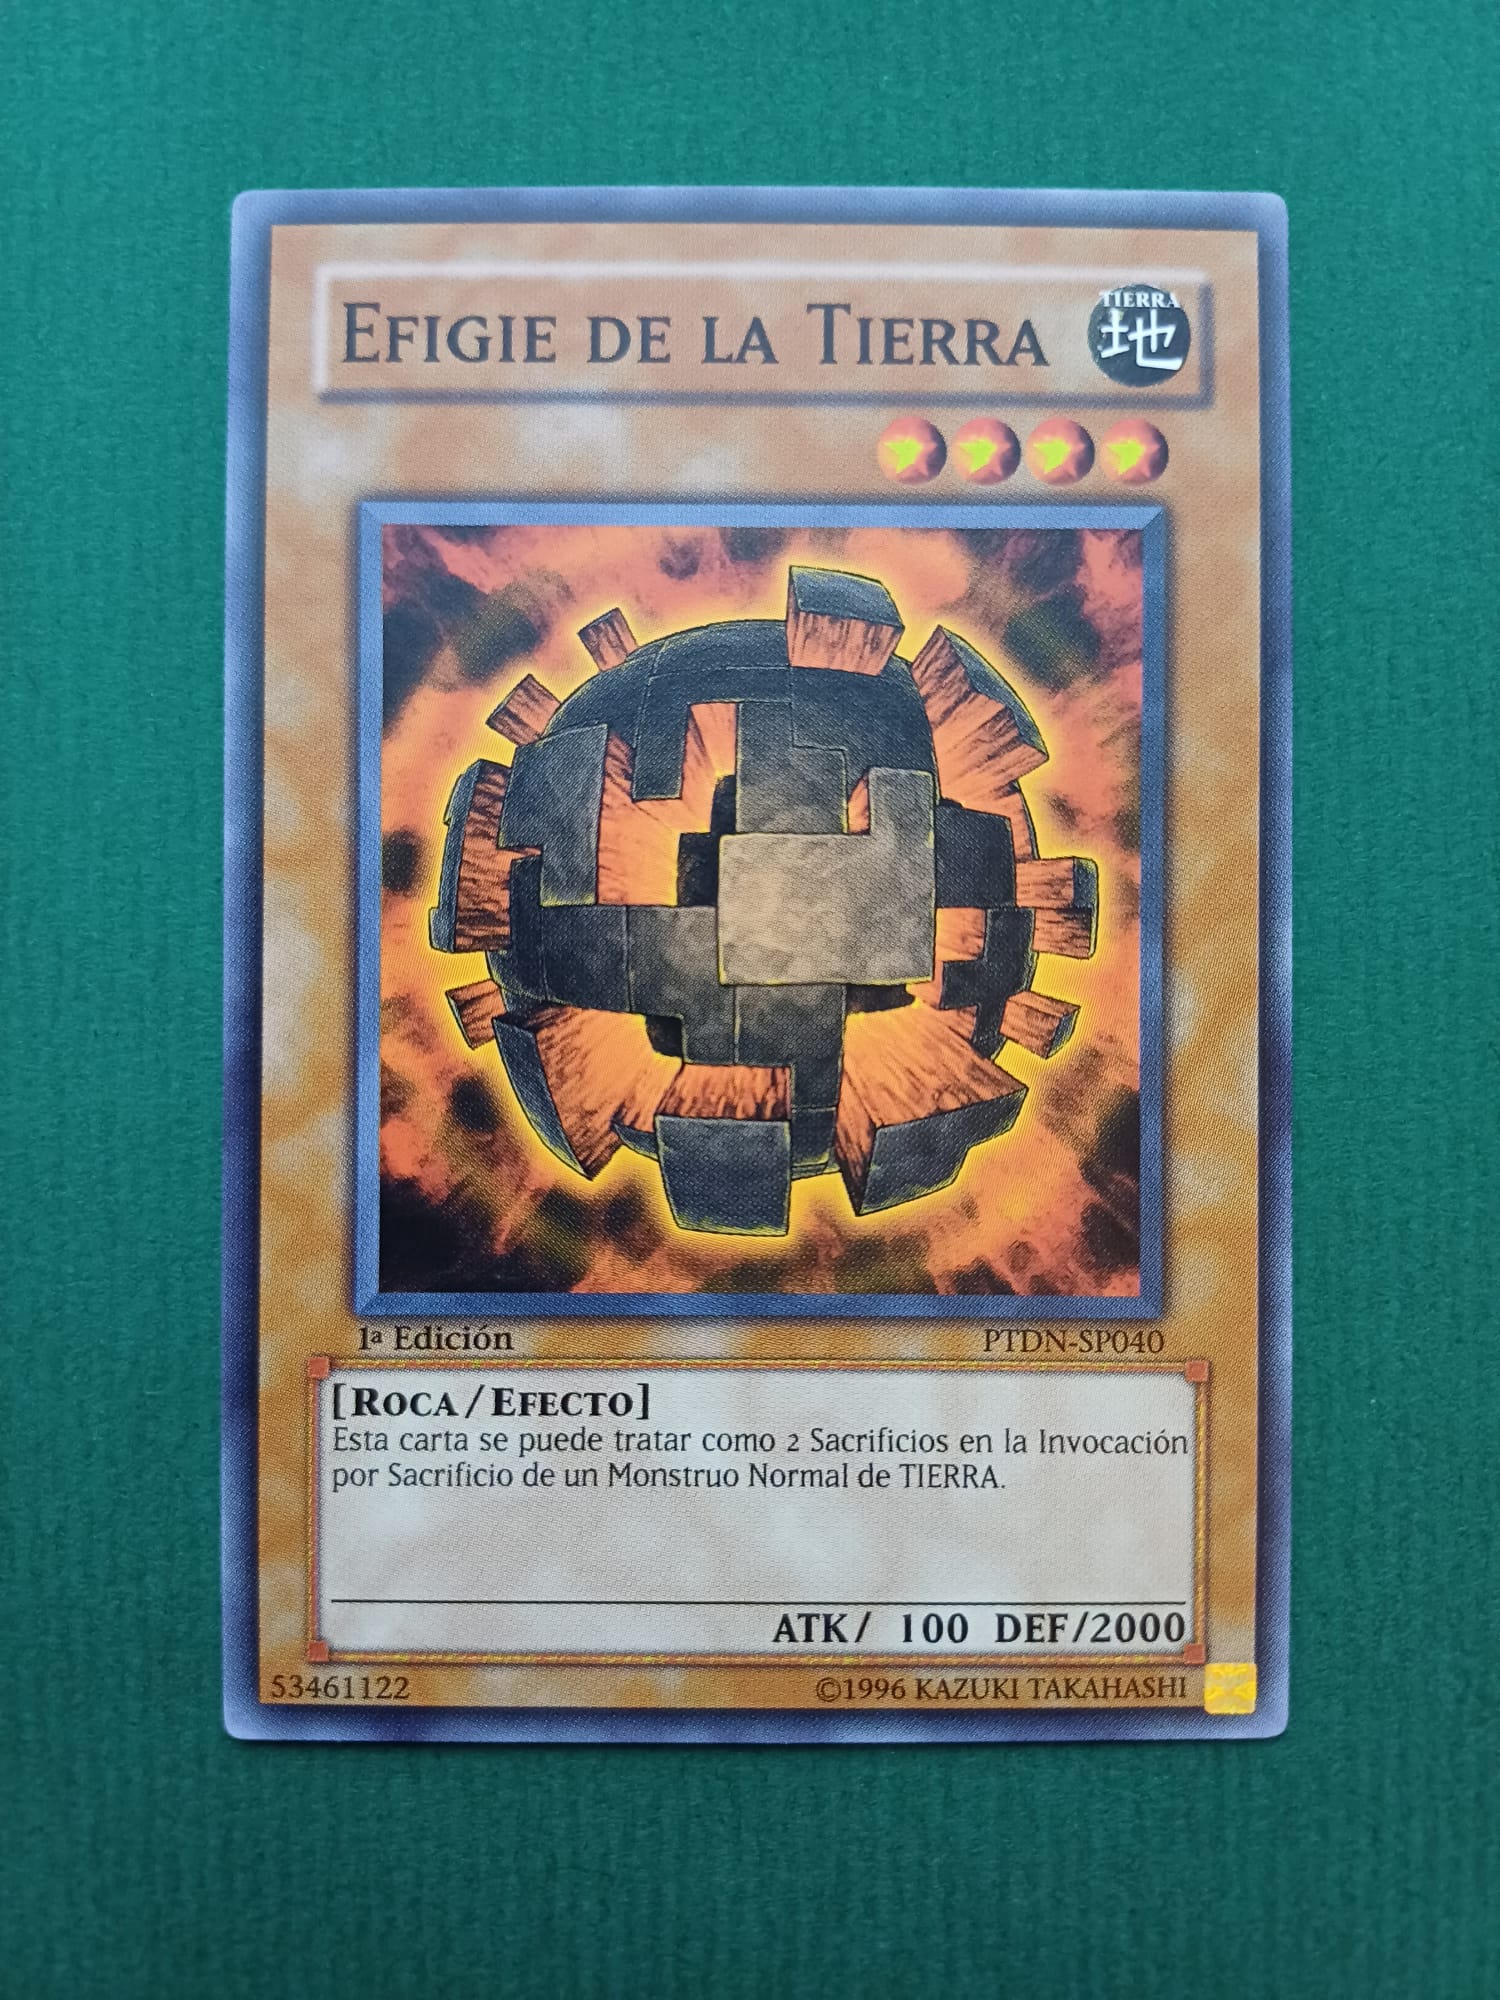 Efigie de la Tierra
TIERRA
地
1ª Edición
PTDN-SP040
[Roca/Efecto]
Esta carta se puede tratar como 2 Sacrificios en la Invocación
por Sacrificio de un Monstruo Normal de TIERRA.
ATK/ 100 DEF/2000
53461122
©1996 KAZUKI TAKAHASHI